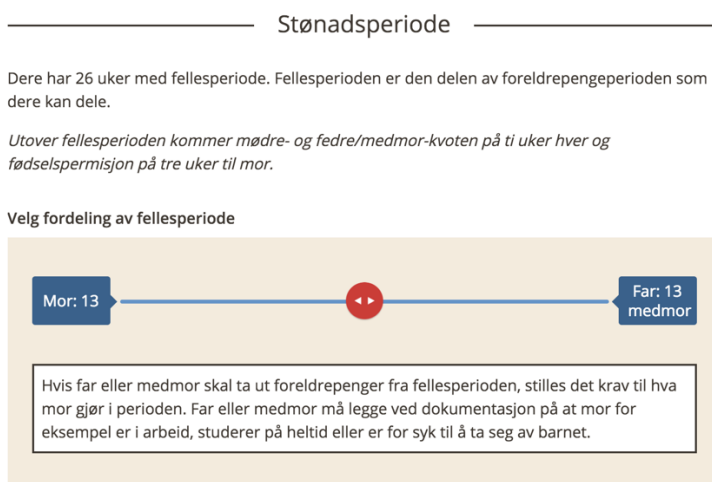 Stønadsperiode
Dere har 26 uker med fellesperiode. Fellesperioden er den delen av foreldrepengeperioden som
dere kan dele.
Utover fellesperioden kommer mødre- og fedre/medmor-kvoten på ti uker hver og
fødselspermisjon på tre uker til mor.
Velg fordeling av fellesperiode
Mor: 13
Far: 13
medmor
Hvis far eller medmor skal ta ut foreldrepenger fra fellesperioden, stilles det krav til hva
mor gjør i perioden. Far eller medmor må legge ved dokumentasjon på at mor for
eksempel er i arbeid, studerer på heltid eller er for syk til å ta seg av barnet.